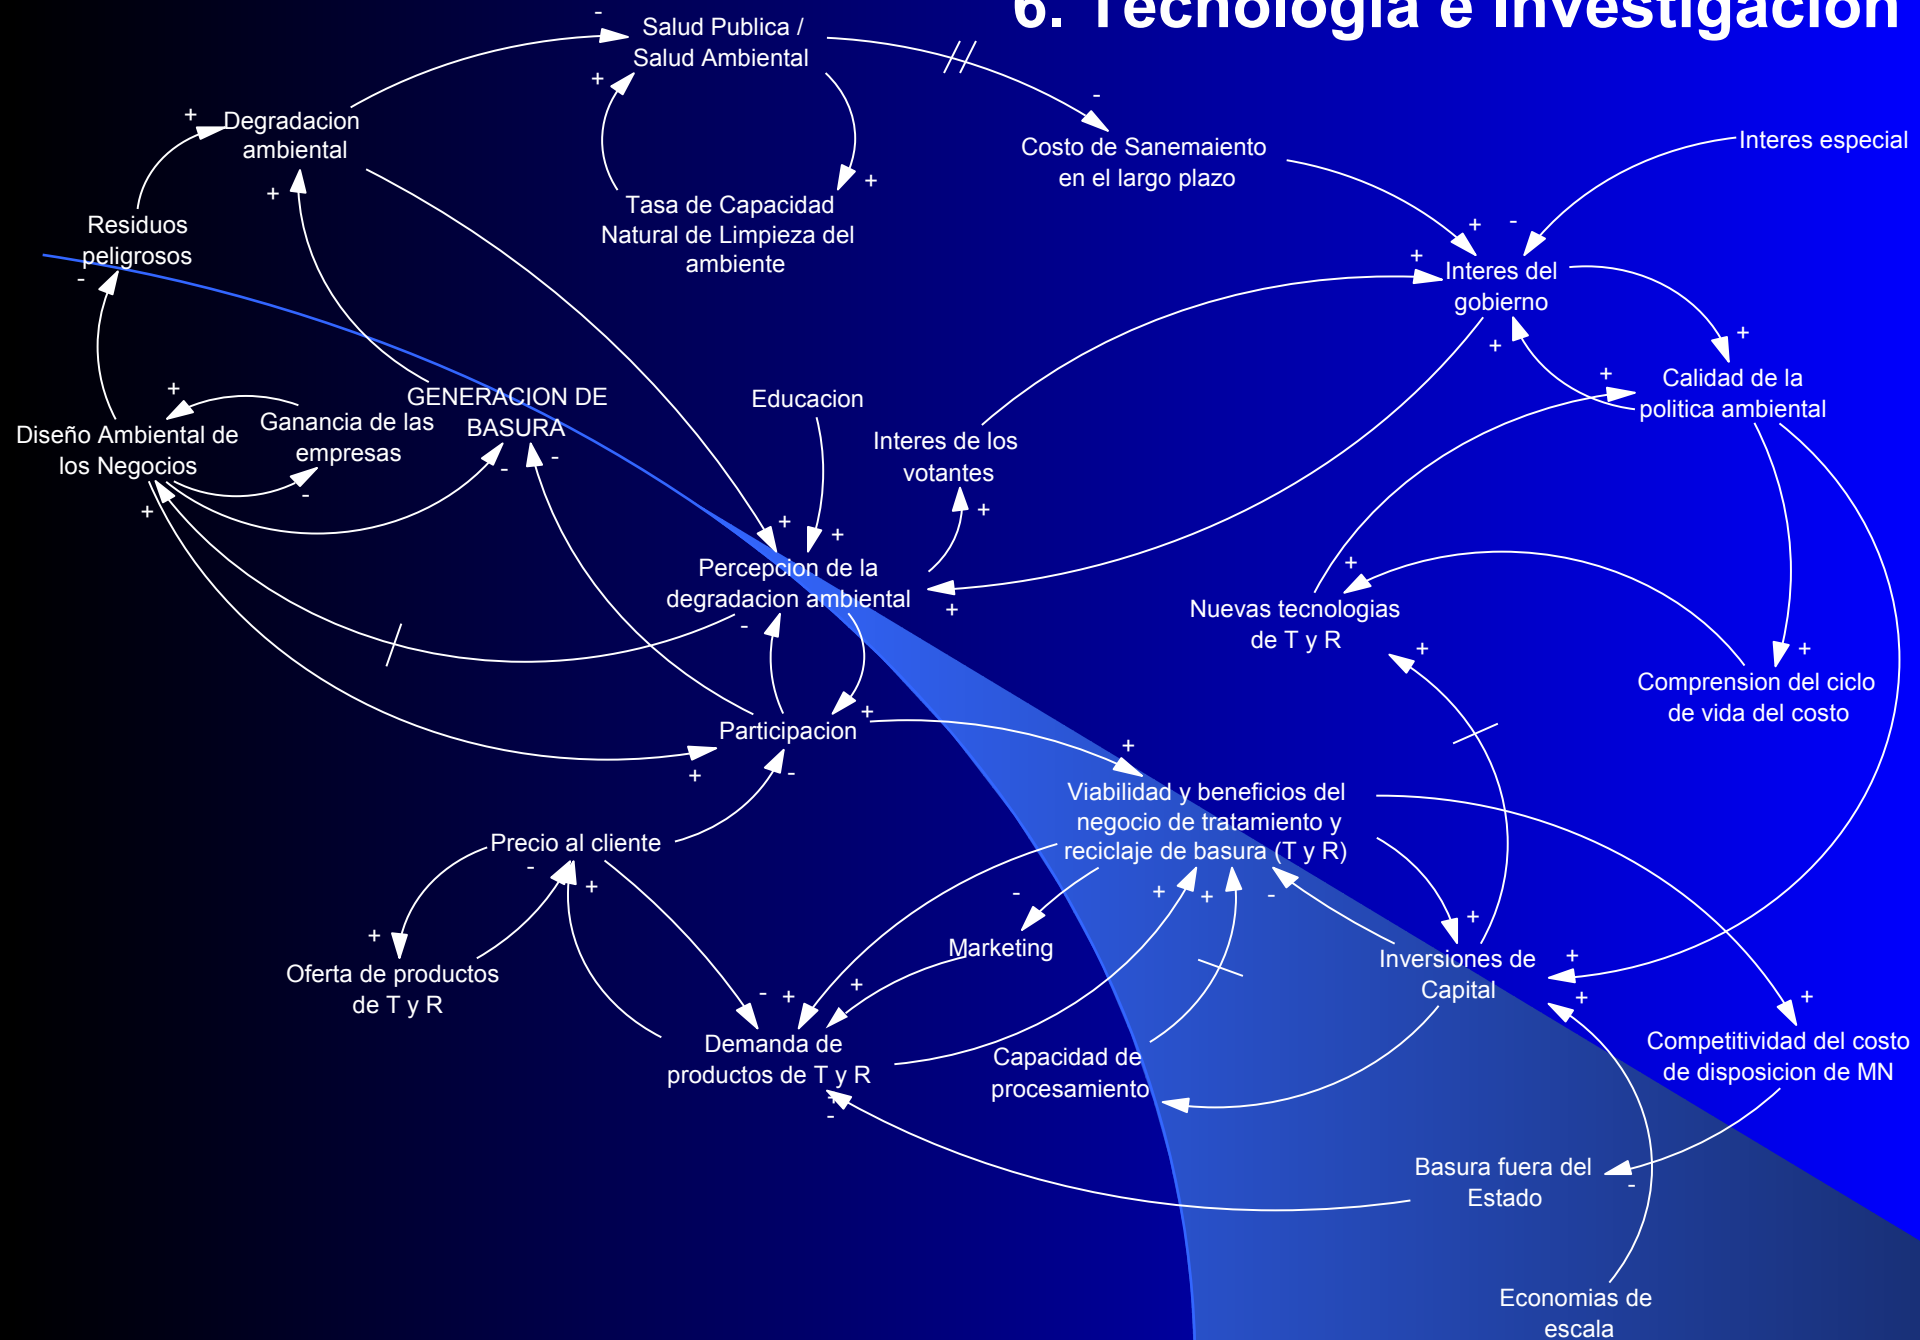 6. Tecnologia e Investigacion
Salud Publica /
Salud Ambiental
Degradacion
ambiental
Costo de Sanemaiento
en el largo plazo
Interes especial
Tasa de Capacidad
Natural de Limpieza del
ambiente
Residuos
peligrosos
Interes del
gobierno
Calidad de la
politica ambiental
GENERACION DE
BASURA
Educacion
Ganancia de las
empresas
Diseño Ambiental de
los Negocios
Interes de los
votantes
Percepcion de la
degradacion ambiental
Nuevas tecnologias
de T y R
Comprension del ciclo
de vida del costo
Participacion
Viabilidad y beneficios del
negocio de tratamiento y
reciclaje de basura (T y R)
Precio al cliente
Marketing
Inversiones de
Capital
Oferta de productos
de T y R
Demanda de
productos de T y R
Capacidad de
procesamiento
Competitividad del costo
de disposicion de MN
Basura fuera del
Estado
Economias de
escala